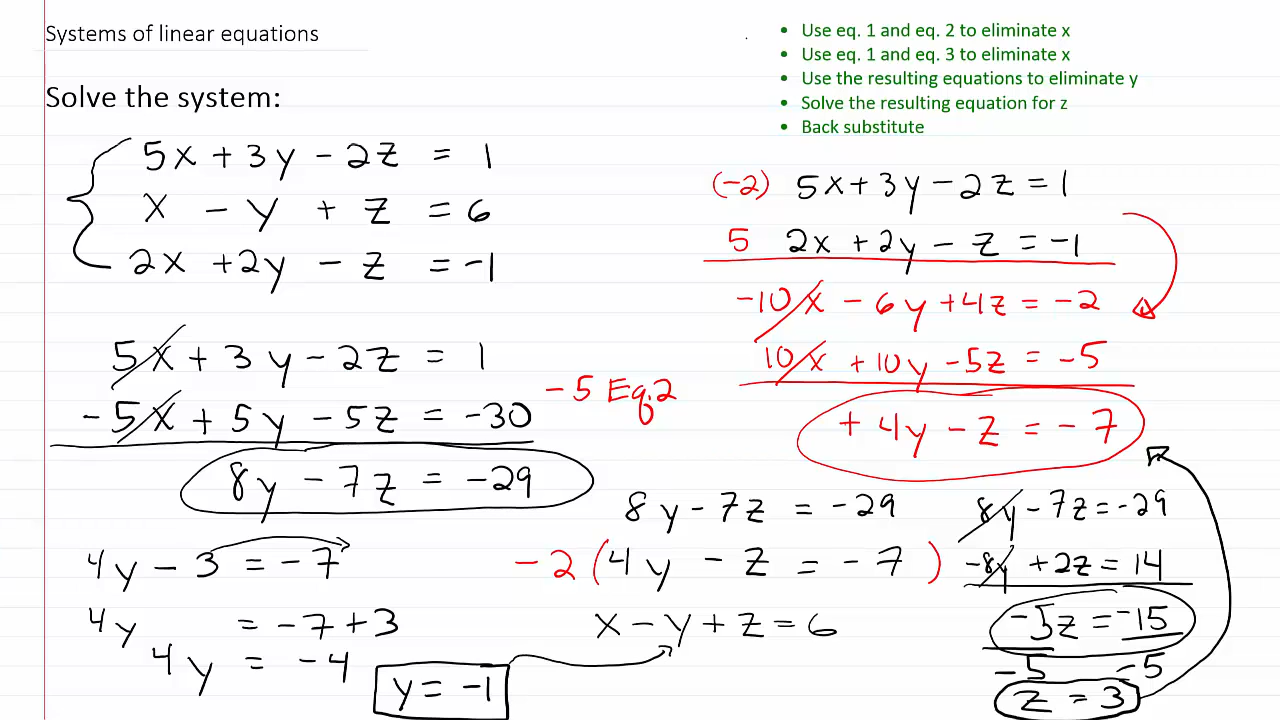 Systems of linear equations
• Use eq. 1 and eq. 2 to eliminate x
• Use eq. 1 and eq. 3 to eliminate x
• Use the resulting equations to eliminate y
• Solve the resulting equation for z
• Back substitute
Solve the system:
5x + 3y - 2z = 1
x - y + z = 6
2x + 2y - z = -1
5x + 3y - 2z = 1
-5x + 5y - 5z = -30
-5 Eq.2
8y - 7z = -29
(-2) 5x + 3y - 2z = 1
5 2x + 2y - z = -1
-10x - 6y + 4z = -2
10x + 10y - 5z = -5
+ 4y - z = -7
4y - 3 = -7
4y = -7 + 3
4y = -4
y = -1
8y - 7z = -29
-2 (4y - z = -7)
x - y + z = 6
8y - 7z = -29
-8y + 2z = 14
-5z = -15
-5 -5
z = 3